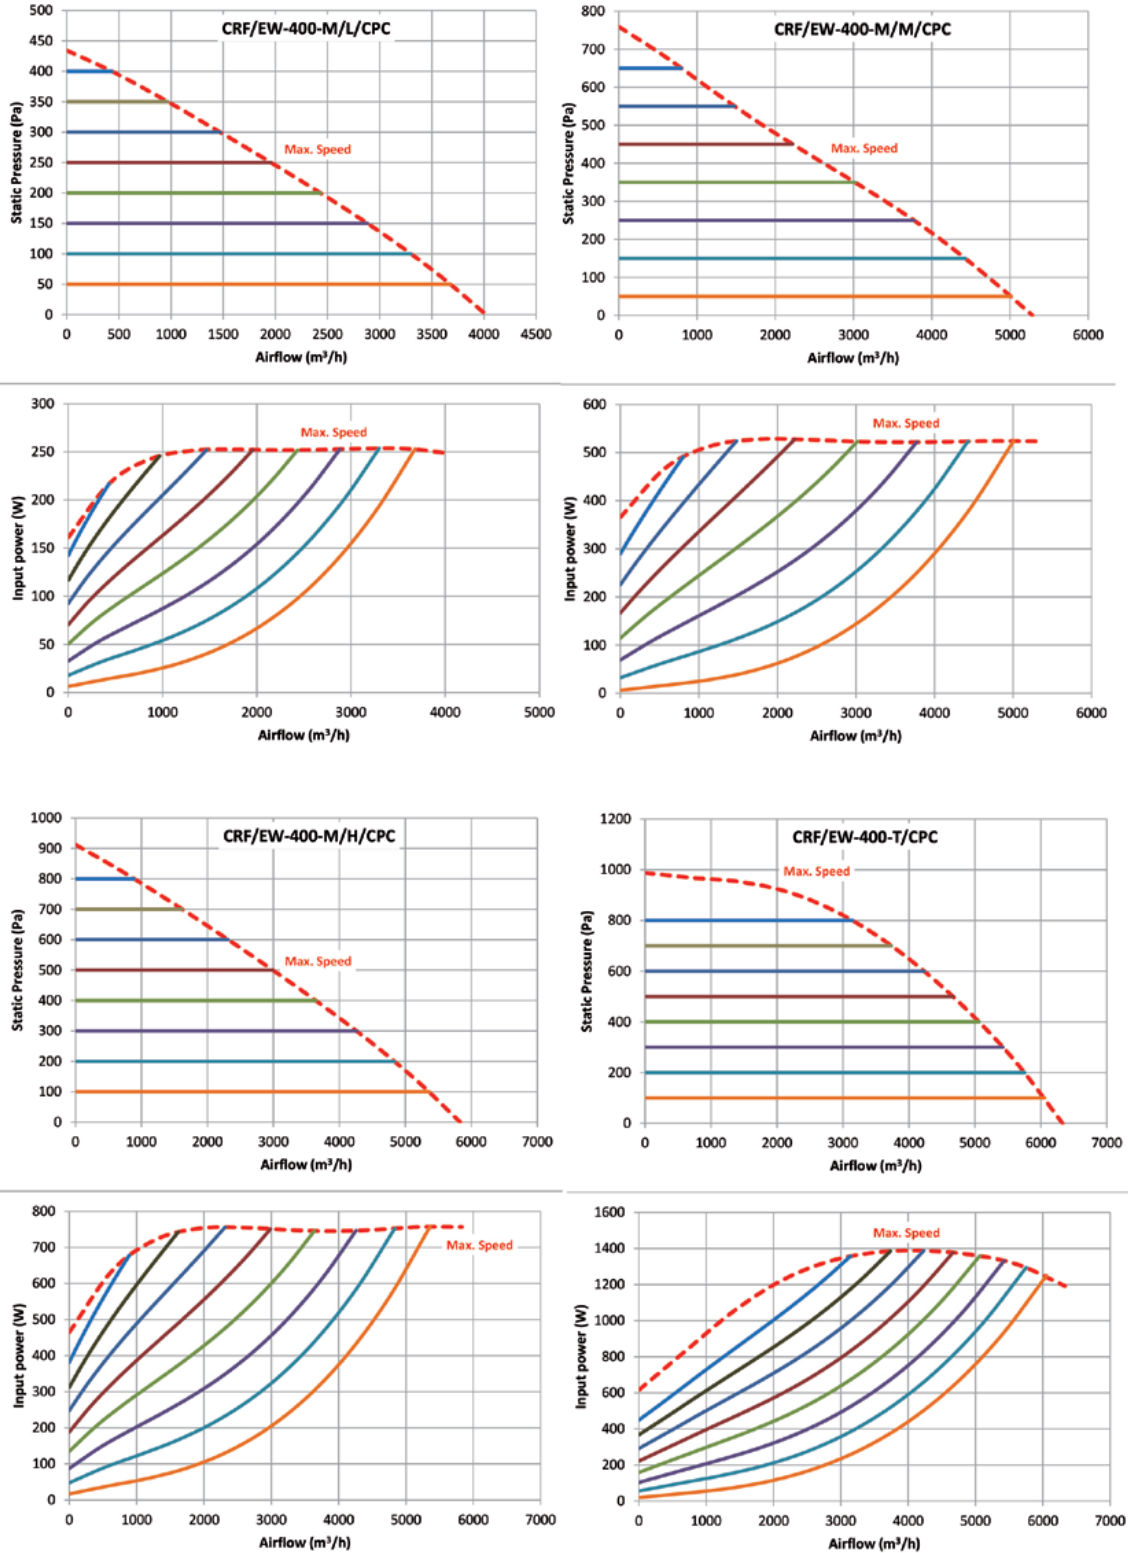 CRF/EW-400-M/L/CPC
500
450
400
350
300
250
200
150
100
50
0
Static Pressure (Pa)
Max. Speed
0 500 1000 1500 2000 2500 3000 3500 4000 4500
Airflow (m³/h)
CRF/EW-400-M/M/CPC
800
700
600
500
400
300
200
100
0
Static Pressure (Pa)
Max. Speed
0 1000 2000 3000 4000 5000 6000
Airflow (m³/h)
300
250
200
150
100
50
0
Input power (W)
Max. Speed
0 1000 2000 3000 4000 5000
Airflow (m³/h)
600
500
400
300
200
100
0
Input power (W)
Max. Speed
0 1000 2000 3000 4000 5000 6000
Airflow (m³/h)
CRF/EW-400-M/H/CPC
1000
900
800
700
600
500
400
300
200
100
0
Static Pressure (Pa)
Max. Speed
0 1000 2000 3000 4000 5000 6000 7000
Airflow (m³/h)
CRF/EW-400-T/CPC
1200
1000
800
600
400
200
0
Static Pressure (Pa)
Max. Speed
0 1000 2000 3000 4000 5000 6000 7000
Airflow (m³/h)
800
700
600
500
400
300
200
100
0
Input power (W)
Max. Speed
0 1000 2000 3000 4000 5000 6000 7000
Airflow (m³/h)
1600
1400
1200
1000
800
600
400
200
0
Input power (W)
Max. Speed
0 1000 2000 3000 4000 5000 6000 7000
Airflow (m³/h)